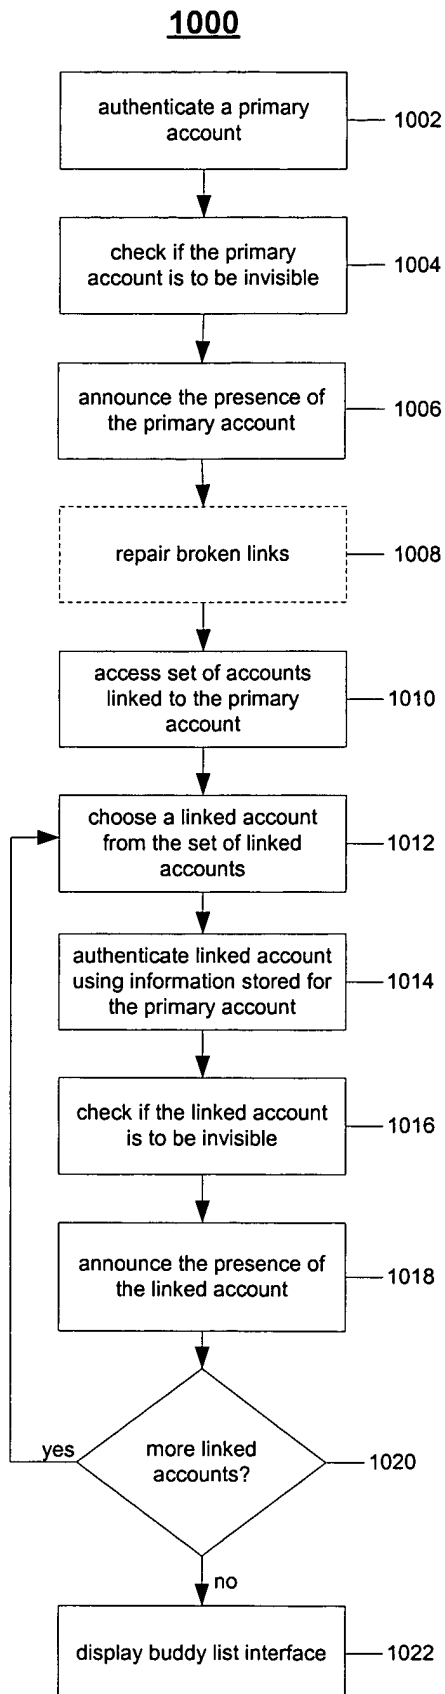 1000
authenticate a primary
account
1002
check if the primary
account is to be invisible
1004
announce the presence of
the primary account
1006
repair broken links
1008
access set of accounts
linked to the primary
account
1010
choose a linked account
from the set of linked
accounts
1012
authenticate linked account
using information stored for
the primary account
1014
check if the linked account
is to be invisible
1016
announce the presence of
the linked account
1018
more linked
accounts?
1020
yes
no
display buddy list interface
1022